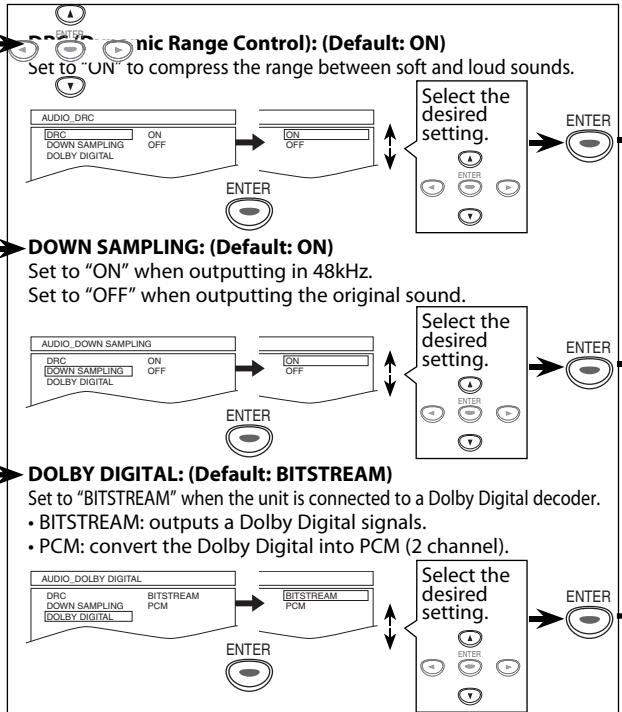 ENTER
nic Range Control): (Default: ON)
Set to “ON” to compress the range between soft and loud sounds.
AUDIO_DRC
DRC ON
DOWN SAMPLING OFF
DOLBY DIGITAL
ON
OFF
Select the
desired
setting.
ENTER
ENTER
ENTER
DOWN SAMPLING: (Default: ON)
Set to “ON” when outputting in 48kHz.
Set to “OFF” when outputting the original sound.
AUDIO_DOWN SAMPLING
DRC ON
DOWN SAMPLING OFF
DOLBY DIGITAL
ON
OFF
Select the
desired
setting.
ENTER
ENTER
ENTER
DOLBY DIGITAL: (Default: BITSTREAM)
Set to “BITSTREAM” when the unit is connected to a Dolby Digital decoder.
• BITSTREAM: outputs a Dolby Digital signals.
• PCM: convert the Dolby Digital into PCM (2 channel).
AUDIO_DOLBY DIGITAL
DRC BITSTREAM
DOWN SAMPLING PCM
DOLBY DIGITAL
BITSTREAM
PCM
Select the
desired
setting.
ENTER
ENTER
ENTER